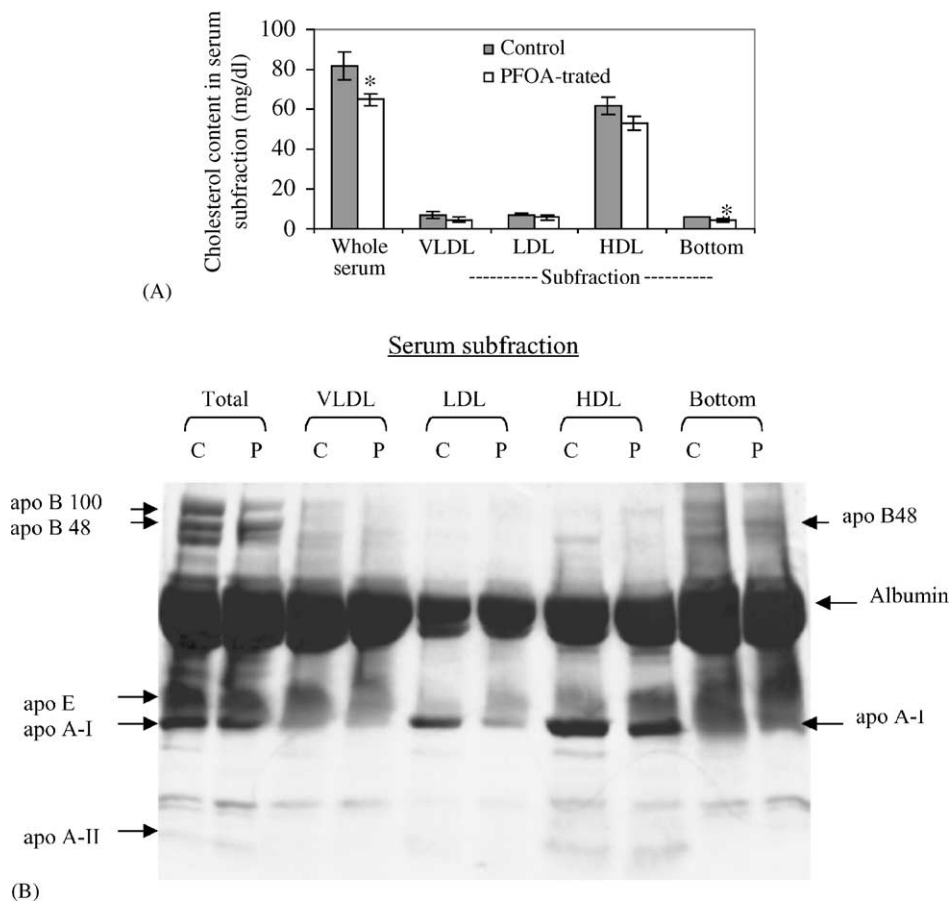 100
80
60
40
20
0
Cholesterol content in serum
subfraction (mg/dl)
Control
PFOA-trated
*
*
Whole
serum
VLDL
LDL
HDL
Bottom
---------- Subfraction ----------
(A)
Serum subfraction
Total VLDL LDL HDL Bottom
C P C P C P C P C P
apo B 100
apo B 48
apo B48
Albumin
apo E
apo A-I
apo A-I
apo A-II
(B)